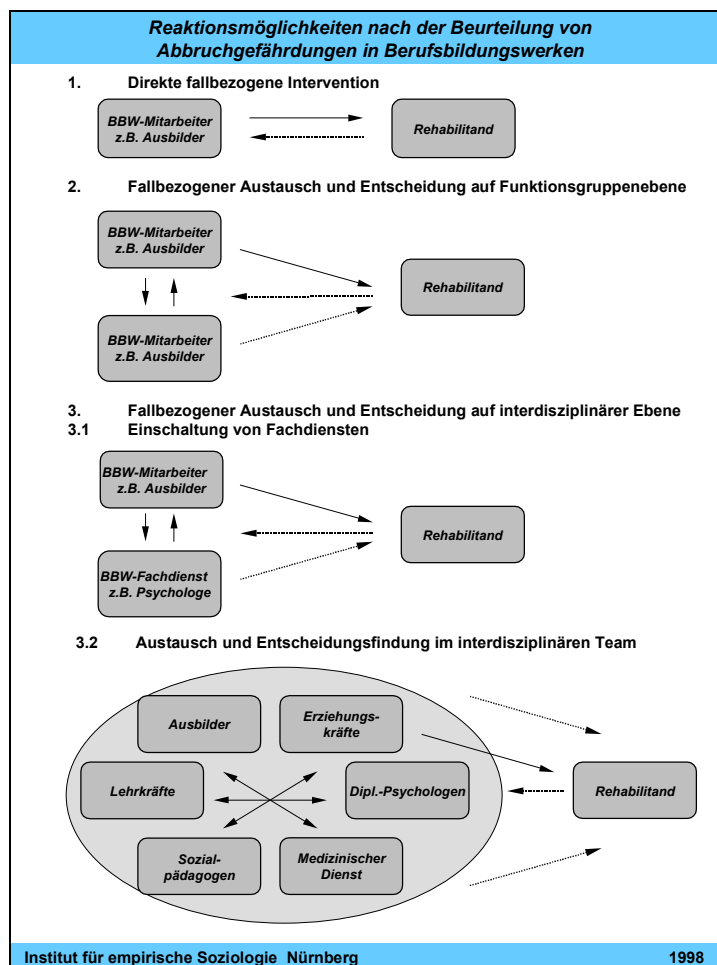 Reaktionsmöglichkeiten nach der Beurteilung von
Abbruchgefährdungen in Berufsbildungswerken
1. Direkte fallbezogene Intervention
BBW-Mitarbeiter
z.B. Ausbilder
Rehabilitand
2. Fallbezogener Austausch und Entscheidung auf Funktionsgruppenebene
BBW-Mitarbeiter
z.B. Ausbilder
Rehabilitand
BBW-Mitarbeiter
z.B. Ausbilder
3. Fallbezogener Austausch und Entscheidung auf interdisziplinärer Ebene
3.1 Einschaltung von Fachdiensten
BBW-Mitarbeiter
z.B. Ausbilder
Rehabilitand
BBW-Fachdienst
z.B. Psychologe
3.2 Austausch und Entscheidungsfindung im interdisziplinären Team
Ausbilder
Erziehungs-
kräfte
Lehrkräfte
Dipl.-Psychologen
Rehabilitand
Sozial-
pädagogen
Medizinischer
Dienst
Institut für empirische Soziologie Nürnberg 1998